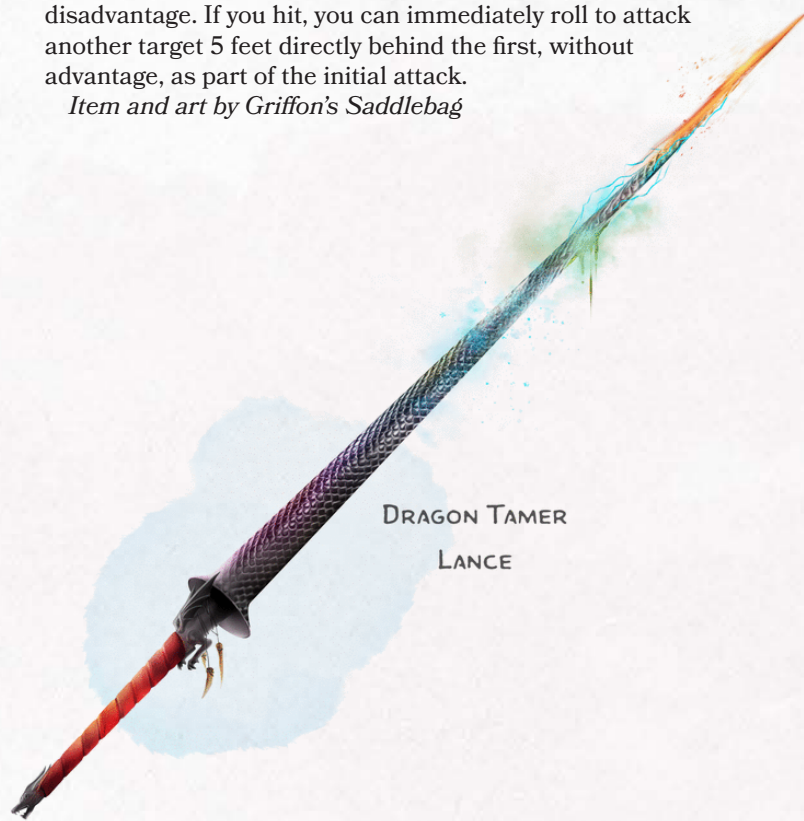 disadvantage. If you hit, you can immediately roll to attack
another target 5 feet directly behind the first, without
advantage, as part of the initial attack.
Item and art by Griffon's Saddlebag
Dragon Tamer
Lance